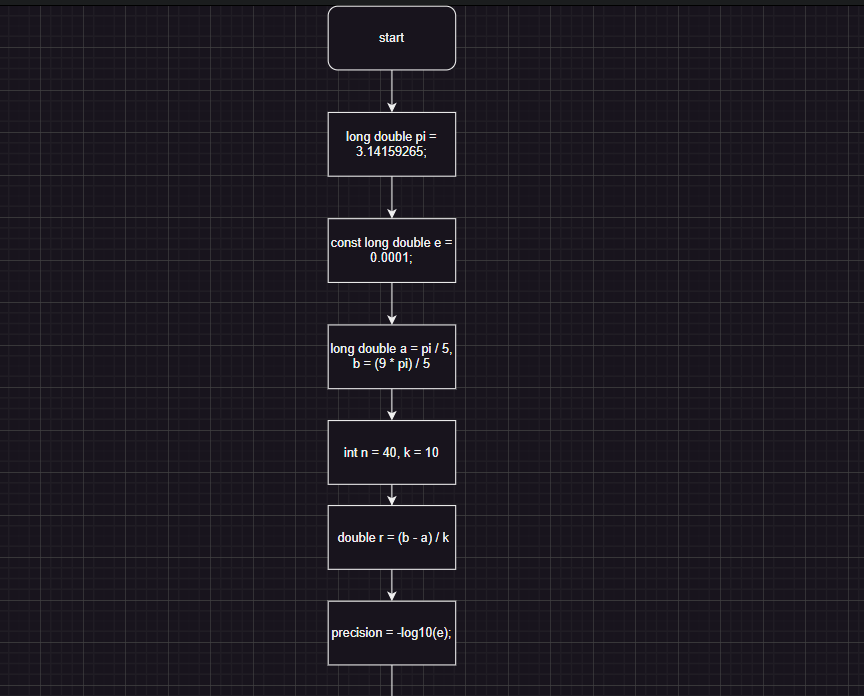 start
long double pi =
3.14159265;
const long double e =
0.0001;
long double a = pi / 5,
b = (9 * pi) / 5
int n = 40, k = 10
double r = (b - a) / k
precision = -log10(e);